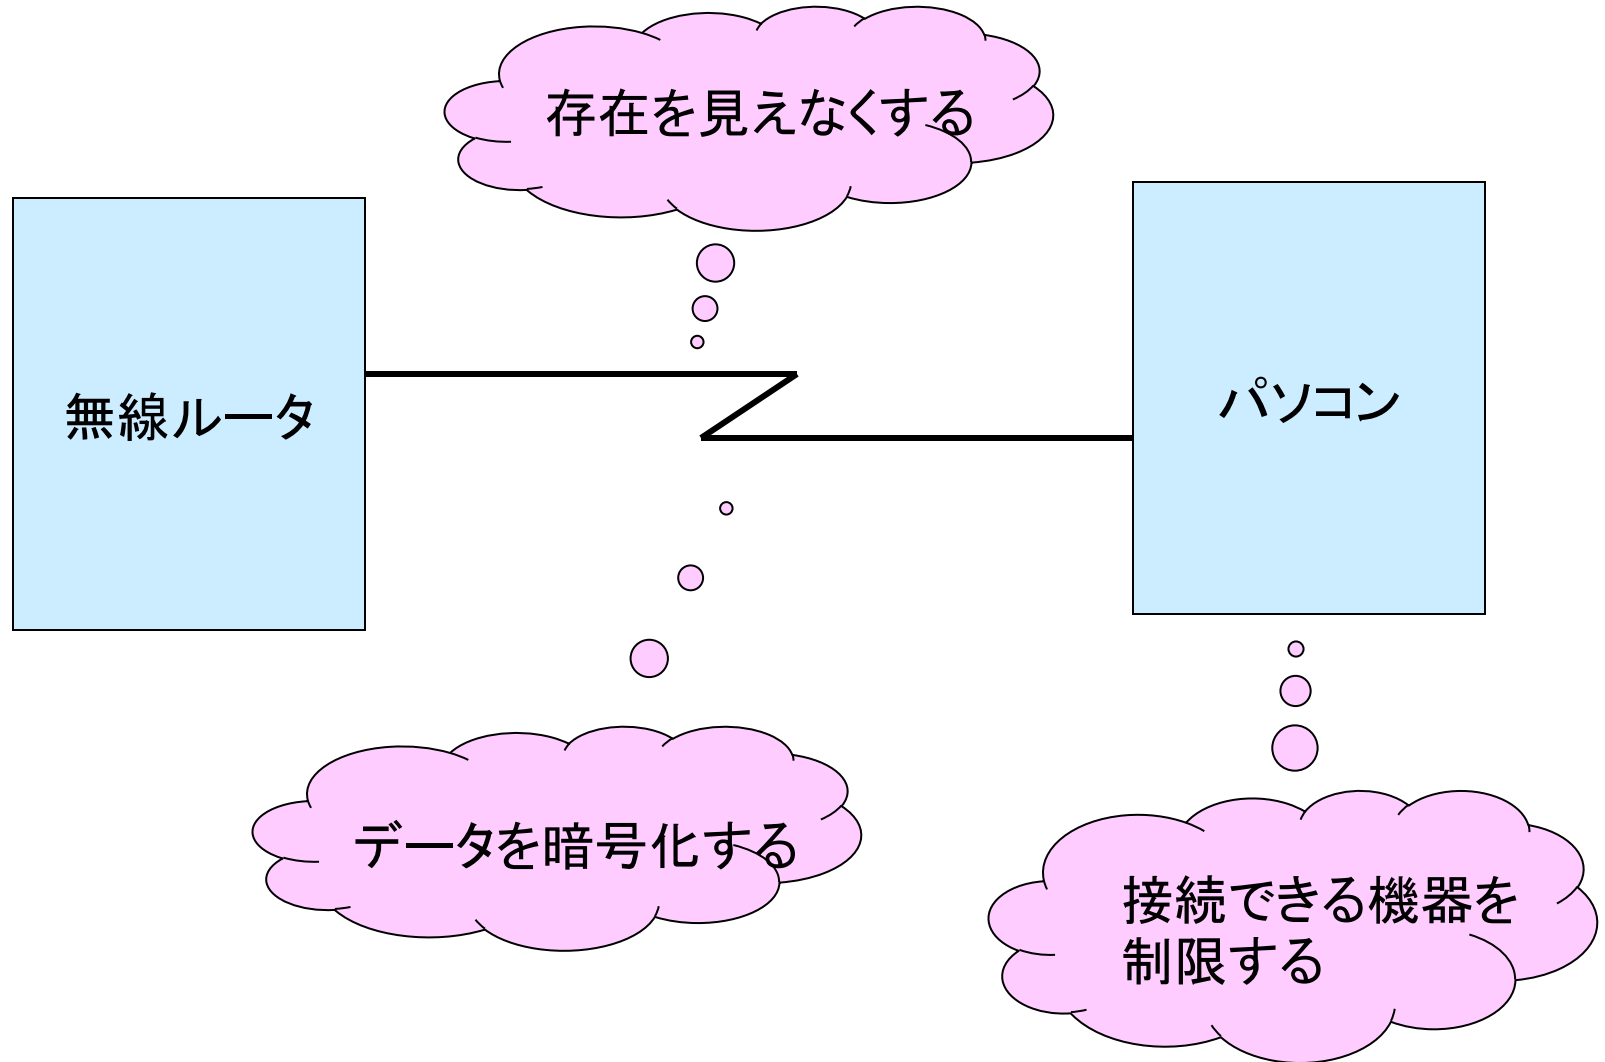 存在を見えなくする
無線ルータ
パソコン
データを暗号化する
接続できる機器を
制限する